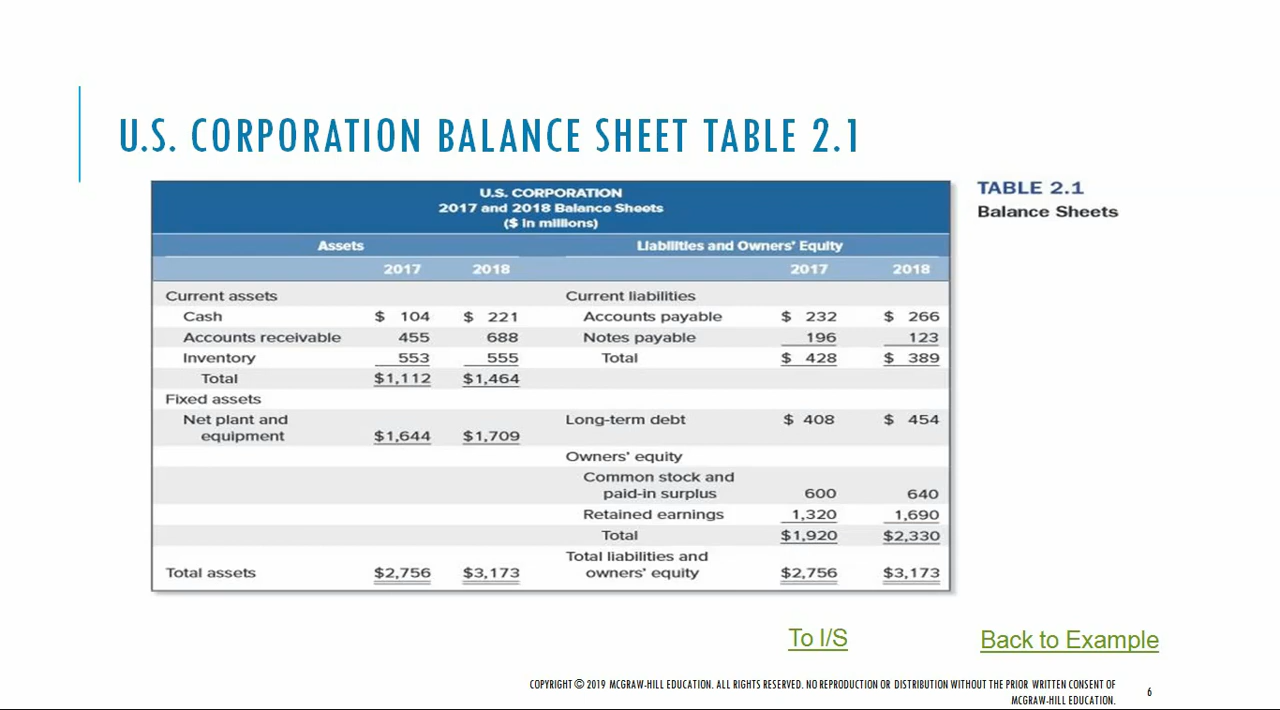 U.S. CORPORATION BALANCE SHEET TABLE 2.1
U.S. CORPORATION
2017 and 2018 Balance Sheets
($ in millions)
TABLE 2.1
Balance Sheets
Assets Liabilities and Owners' Equity
2017 2018 2017 2018
Current assets Current liabilities
Cash $ 104 $ 221 Accounts payable $ 232 $ 266
Accounts receivable 455 688 Notes payable 196 123
Inventory 553 555 Total $ 428 $ 389
Total $1,112 $1,464
Fixed assets
Net plant and Long-term debt $ 408 $ 454
equipment $1,644 $1,709
Owners' equity
Common stock and
paid-in surplus 600 640
Retained earnings 1,320 1,690
Total $1,920 $2,330
Total liabilities and
Total assets $2,756 $3,173 owners' equity $2,756 $3,173
To I/S Back to Example
COPYRIGHT © 2019 MCGRAW-HILL EDUCATION. ALL RIGHTS RESERVED. NO REPRODUCTION OR DISTRIBUTION WITHOUT THE PRIOR WRITTEN CONSENT OF
MCGRAW-HILL EDUCATION.
6